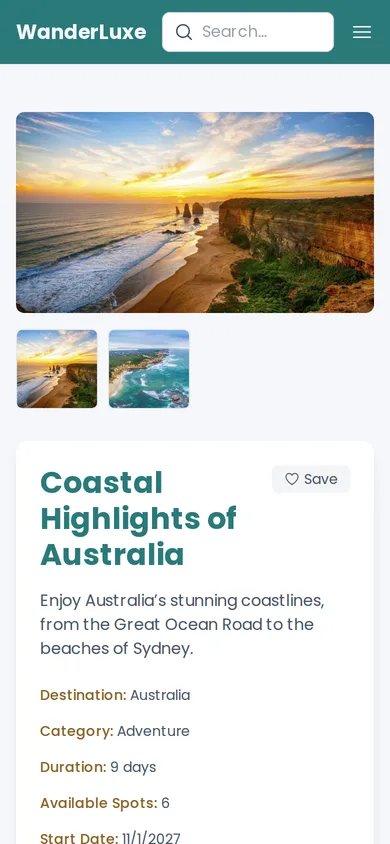 WanderLuxe
Search...
Coastal
Highlights of
Australia
Save
Enjoy Australia’s stunning coastlines,
from the Great Ocean Road to the
beaches of Sydney.
Destination: Australia
Category: Adventure
Duration: 9 days
Available Spots: 6
Start Date: 11/1/2027